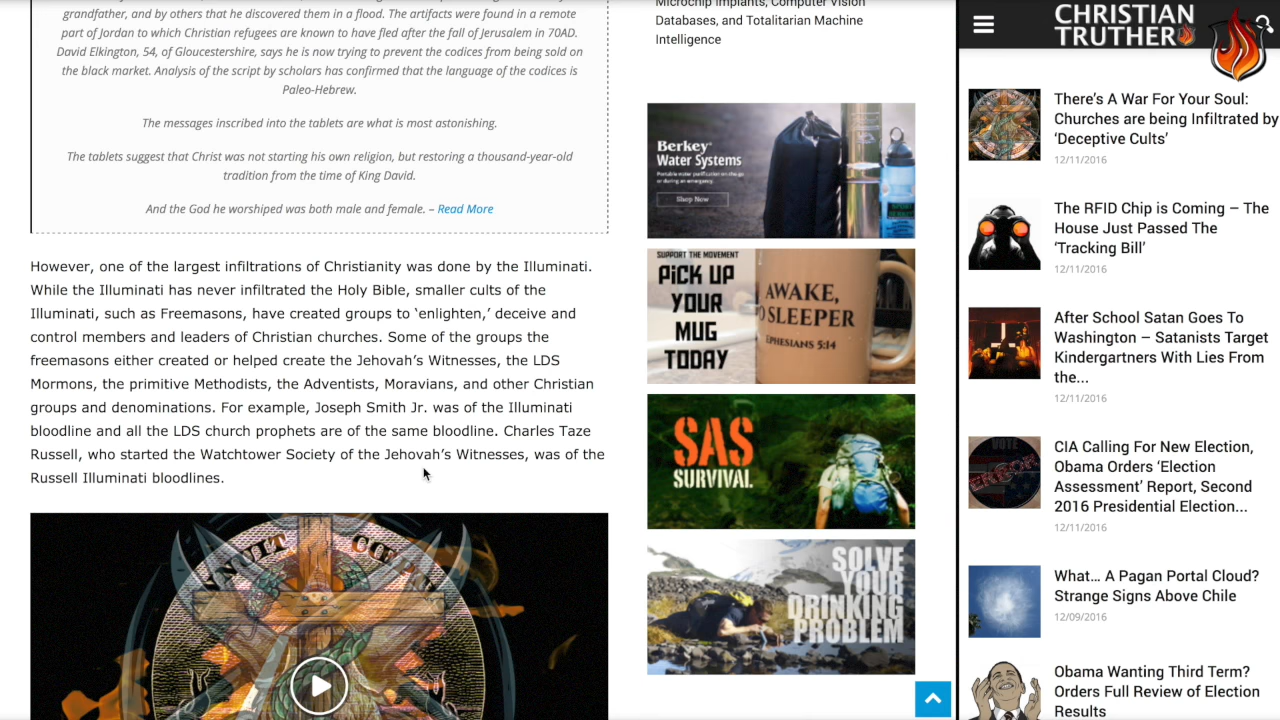 grandfather, and by others that he discovered them in a flood. The artifacts were found in a remote
part of Jordan to which Christian refugees are known to have fled after the fall of Jerusalem in 70AD.
David Elkington, 54, of Gloucestershire, says he is now trying to prevent the codices from being sold on
the black market. Analysis of the script by scholars has confirmed that the language of the codices is
Paleo-Hebrew.
The messages inscribed into the tablets are what is most astonishing.
The tablets suggest that Christ was not starting his own religion, but restoring a thousand-year-old
tradition from the time of King David.
And the God he worshiped was both male and female. – Read More
However, one of the largest infiltrations of Christianity was done by the Illuminati.
While the Illuminati has never infiltrated the Holy Bible, smaller cults of the
Illuminati, such as Freemasons, have created groups to ‘enlighten,’ deceive and
control members and leaders of Christian churches. Some of the groups the
freemasons either created or helped create the Jehovah’s Witnesses, the LDS
Mormons, the primitive Methodists, the Adventists, Moravians, and other Christian
groups and denominations. For example, Joseph Smith Jr. was of the Illuminati
bloodline and all the LDS church prophets are of the same bloodline. Charles Taze
Russell, who started the Watchtower Society of the Jehovah’s Witnesses, was of the
Russell Illuminati bloodlines.
Microchip Implants, Computer Vision
Databases, and Totalitarian Machine
Intelligence
Berkey
Water Systems
Portable water purification on the go
or during an emergency.
Shop Now
SUPPORT THE MOVEMENT
PiCK UP
YOUR
MUG
TODAY
AWAKE,
O SLEEPER
EPHESIANS 5:14
SAS
SURVIVAL
SOLVE
YOUR
DRINKING
PROBLEM
CHRISTIAN
TRUTHER
There’s A War For Your Soul:
Churches are being Infiltrated by
‘Deceptive Cults’
12/11/2016
The RFID Chip is Coming – The
House Just Passed The
‘Tracking Bill’
12/11/2016
After School Satan Goes To
Washington – Satanists Target
Kindergartners With Lies From
the...
12/11/2016
VOTE
CIA Calling For New Election,
Obama Orders ‘Election
Assessment’ Report, Second
2016 Presidential Election...
12/11/2016
What… A Pagan Portal Cloud?
Strange Signs Above Chile
12/09/2016
Obama Wanting Third Term?
Orders Full Review of Election
Results